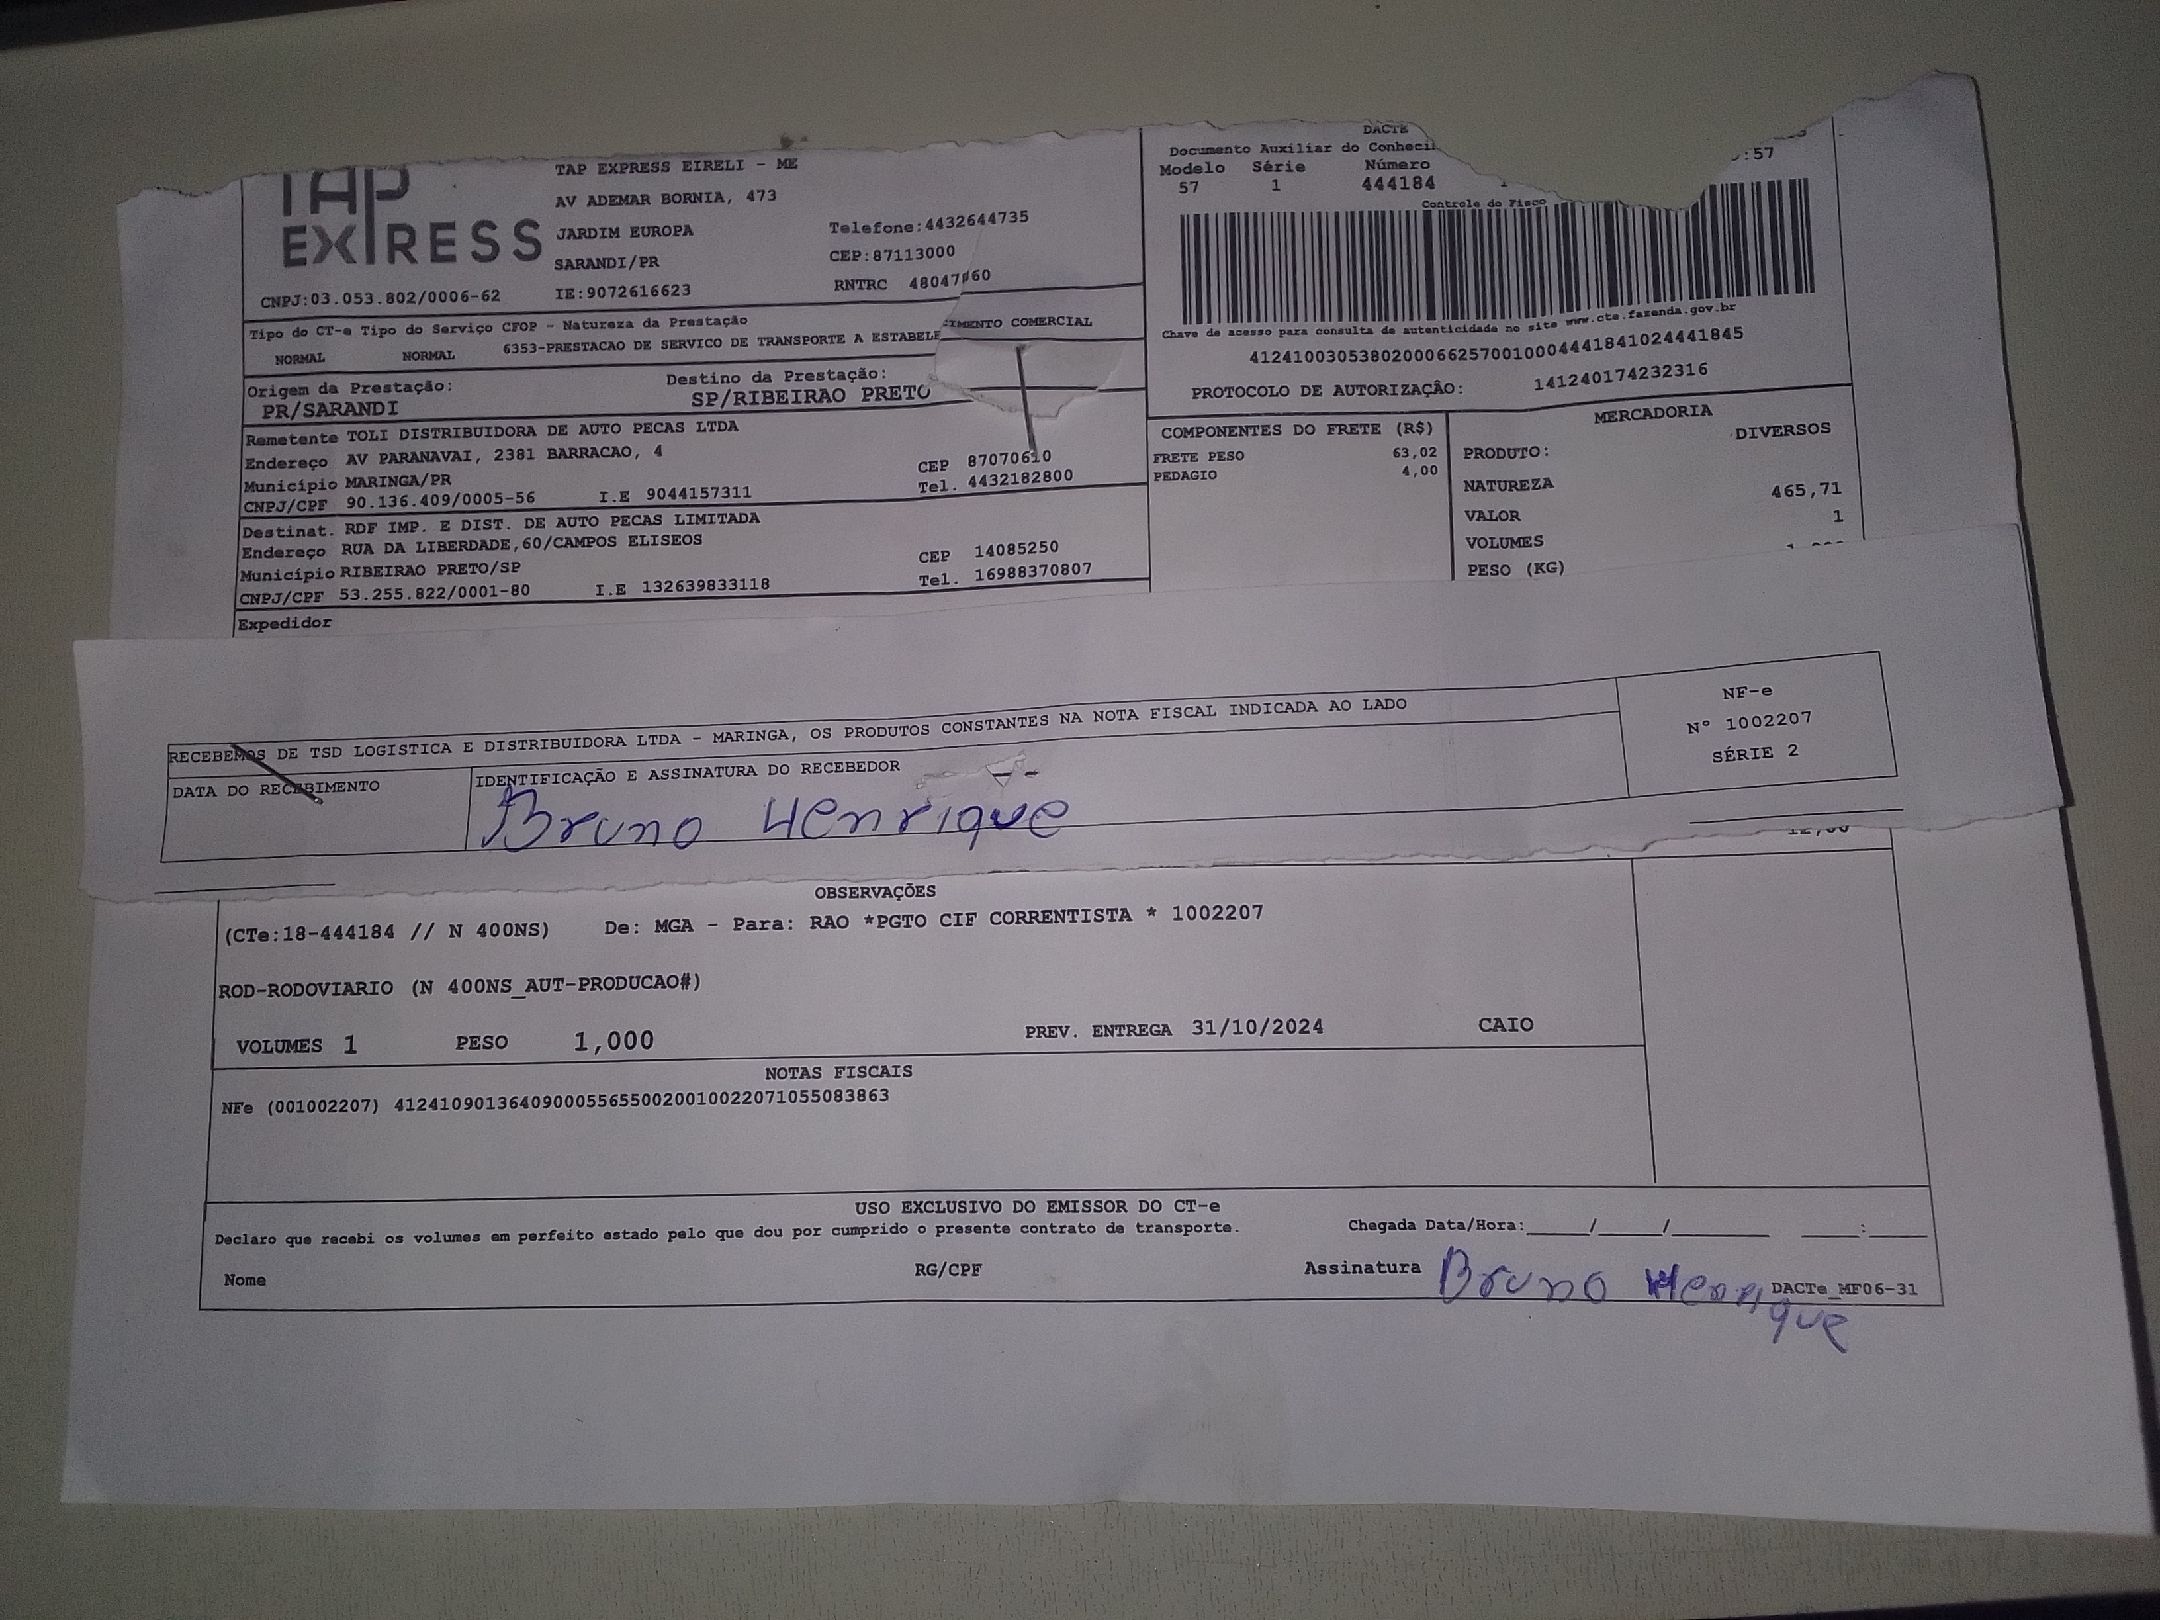 TAP EXPRESS
TAP EXPRESS EIRELI - ME
AV ADEMAR BORNIA, 473
JARDIM EUROPA Telefone:4432644735
SARANDI/PR CEP:87113000
CNPJ:03.053.802/0006-62 IE:9072616623 RNTRC
DACTE
Documento Auxiliar do
Modelo Série Número
57 1 444184 :57
Controle do Fisco
Chave de acesso para consulta de autenticidade no site www.cte.fazenda.gov.br
41241003053802000662570010004441841024441845
PROTOCOLO DE AUTORIZAÇÃO: 141240174232316
Tipo do CT-e Tipo do Serviço CFOP - Natureza da Prestação
NORMAL NORMAL 6353-PRESTACAO DE SERVICO DE TRANSPORTE A COMERCIAL
Origem da Prestação: Destino da Prestação:
PR/SARANDI SP/RIBEIRAO PRETO
Remetente TOLI DISTRIBUIDORA DE AUTO PECAS LTDA
Endereço AV PARANAVAI, 2381 BARRACAO, 4 CEP 87070610
Município MARINGA/PR Tel. 4432182800
CNPJ/CPF 90.136.409/0005-56 I.E 9044157311
Destinat. RDF IMP. E DIST. DE AUTO PECAS LIMITADA
Endereço RUA DA LIBERDADE,60/CAMPOS ELISEOS CEP 14085250
Município RIBEIRAO PRETO/SP Tel. 16988370807
CNPJ/CPF 53.255.822/0001-80 I.E 132639833118
Expedidor
COMPONENTES DO FRETE (R$)
FRETE PESO 63,02
PEDAGIO 4,00
MERCADORIA
PRODUTO: DIVERSOS
NATUREZA
VALOR 465,71
VOLUMES 1
PESO (KG)
RECEBEMOS DE TSD LOGISTICA E DISTRIBUIDORA LTDA - MARINGA, OS PRODUTOS CONSTANTES NA NOTA FISCAL INDICADA AO LADO
DATA DO RECEBIMENTO
IDENTIFICAÇÃO E ASSINATURA DO RECEBEDOR
Bruno Henrique
NF-e
Nº 1002207
SÉRIE 2
OBSERVAÇÕES
(CTe:18-444184 // N 400NS) De: MGA - Para: RAO *PGTO CIF CORRENTISTA * 1002207
ROD-RODOVIARIO (N 400NS_AUT-PRODUCAO#)
VOLUMES 1 PESO 1,000 PREV. ENTREGA 31/10/2024 CAIO
NOTAS FISCAIS
NFe (001002207) 41241090136409000556550020010022071055083863
USO EXCLUSIVO DO EMISSOR DO CT-e
Declaro que recebi os volumes em perfeito estado pelo que dou por cumprido o presente contrato de transporte. Chegada Data/Hora:_____/_____/________ _____:_____
Nome RG/CPF Assinatura Bruno Henrique DACTe_MF06-31